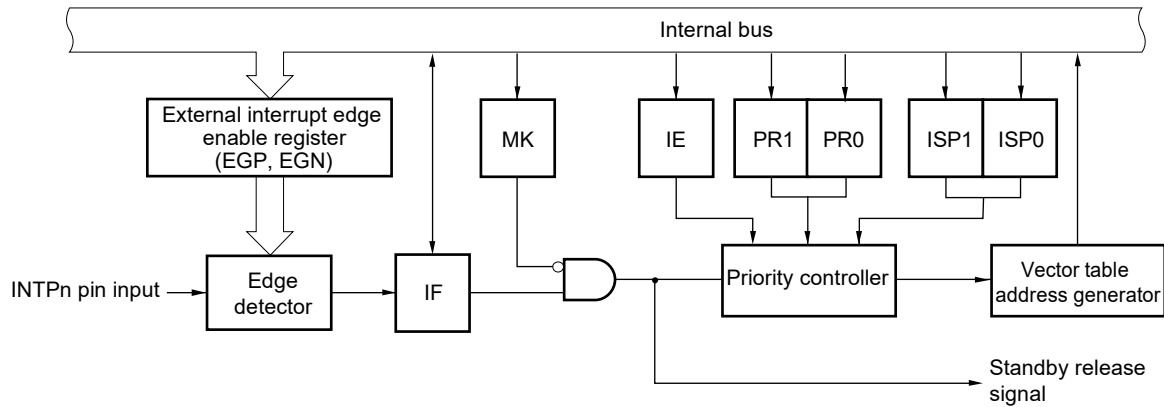 Internal bus
External interrupt edge
enable register
(EGP, EGN)
MK
IE
PR1
PR0
ISP1
ISP0
INTPn pin input
Edge
detector
IF
Priority controller
Vector table
address generator
Standby release
signal